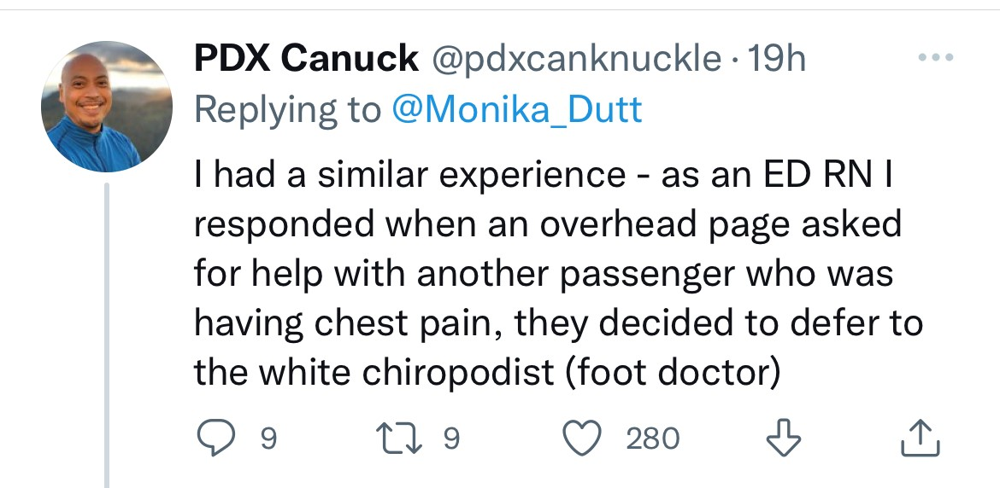 PDX Canuck @pdxcanknuckle · 19h
Replying to @Monika_Dutt
I had a similar experience - as an ED RN I
responded when an overhead page asked
for help with another passenger who was
having chest pain, they decided to defer to
the white chiropodist (foot doctor)
9 9 280